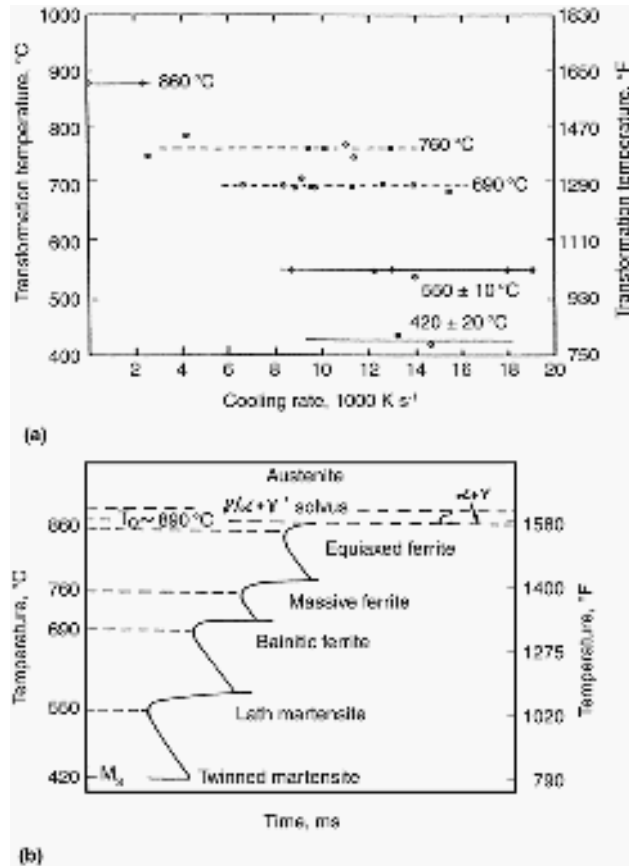 1000
900
800
700
600
500
400
Transformation temperature, °C
1830
1650
1470
1290
1110
930
750
Transformation temperature, °F
860 °C
760 °C
690 °C
550 ± 10 °C
420 ± 20 °C
2 4 6 8 10 12 14 16 18 20
Cooling rate, 1000 K s⁻¹
(a)
Austenite
solvus
α+γ
T₀~ 890 °C
Equiaxed ferrite
Massive ferrite
Bainitic ferrite
Lath martensite
Mₛ
Twinned martensite
860
760
690
550
420
Temperature, °C
1580
1400
1275
1020
790
Temperature, °F
Time, ms
(b)